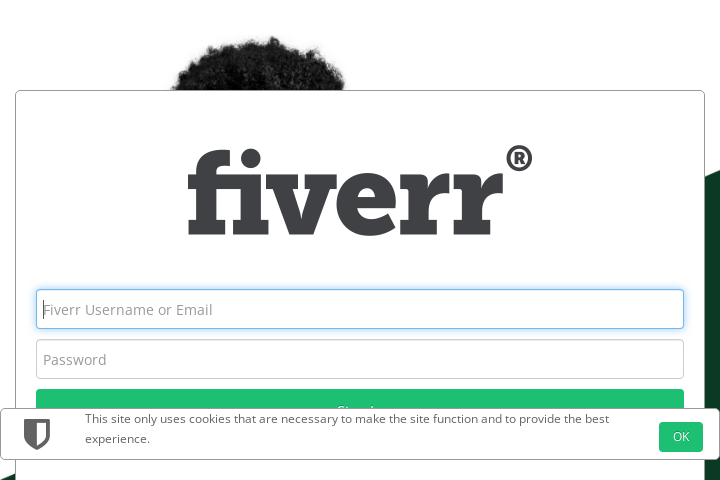 fiverr®
Fiverr Username or Email
Password
This site only uses cookies that are necessary to make the site function and to provide the best
experience.
OK